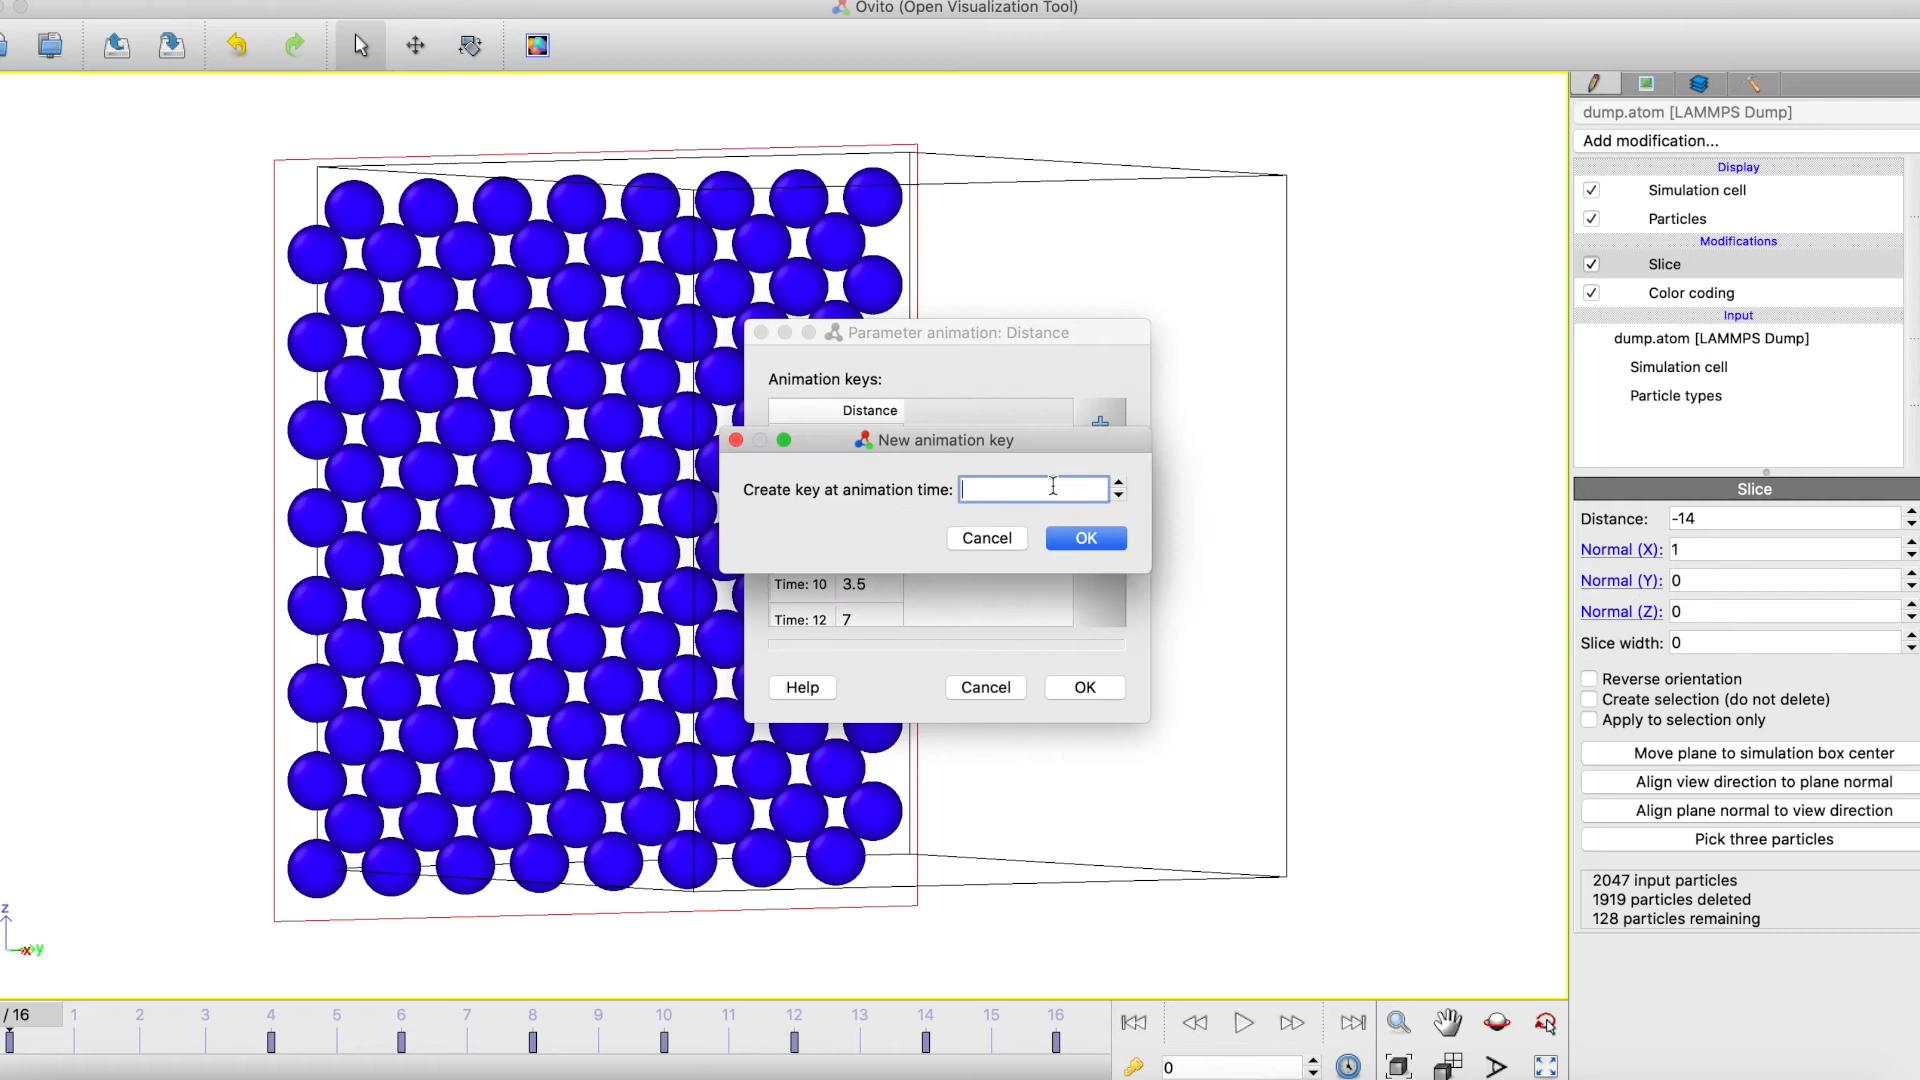 Ovito (Open Visualization Tool)
dump.atom [LAMMPS Dump]
Add modification...
Display
Simulation cell
Particles
Modifications
Slice
Color coding
Input
dump.atom [LAMMPS Dump]
Simulation cell
Particle types
Parameter animation: Distance
Animation keys:
Distance
New animation key
Create key at animation time:
Cancel OK
Time: 10 3.5
Time: 12 7
Help Cancel OK
Slice
Distance: -14
Normal (X): 1
Normal (Y): 0
Normal (Z): 0
Slice width: 0
Reverse orientation
Create selection (do not delete)
Apply to selection only
Move plane to simulation box center
Align view direction to plane normal
Align plane normal to view direction
Pick three particles
2047 input particles
1919 particles deleted
128 particles remaining
z
x y
/ 16 1 2 3 4 5 6 7 8 9 10 11 12 13 14 15 16
0